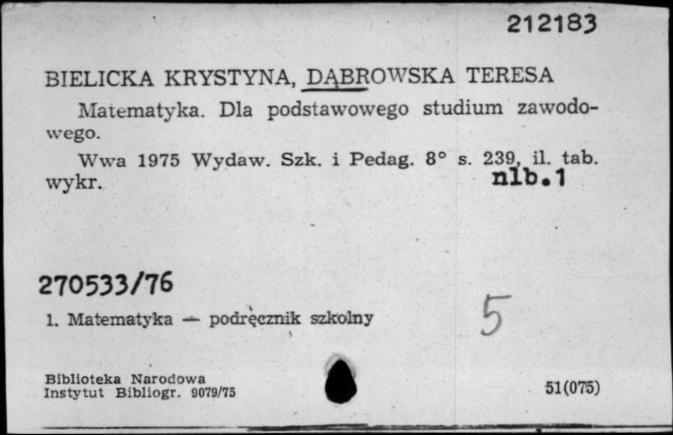 212183
BIELICKA KRYSTYNA, DĄBROWSKA TERESA
Matematyka. Dla podstawowego studium zawodo-
wego.
Wwa 1975 Wydaw. Szk. i Pedag. 8° s. 239, il. tab.
wykr. nlb.1
270533/76
1. Matematyka — podręcznik szkolny
5
Biblioteka Narodowa
Instytut Bibliogr. 9079/75
51(075)